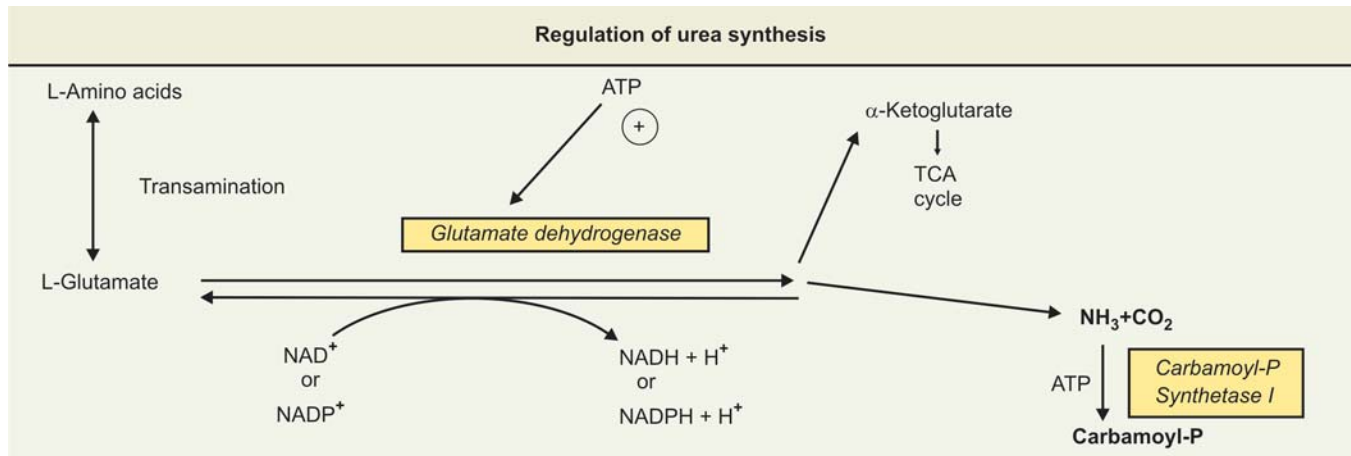 Regulation of urea synthesis
L-Amino acids
ATP
+
α-Ketoglutarate
TCA
cycle
Transamination
Glutamate dehydrogenase
L-Glutamate
NH₃+CO₂
NAD⁺
or
NADP⁺
NADH + H⁺
or
NADPH + H⁺
ATP
Carbamoyl-P
Synthetase I
Carbamoyl-P